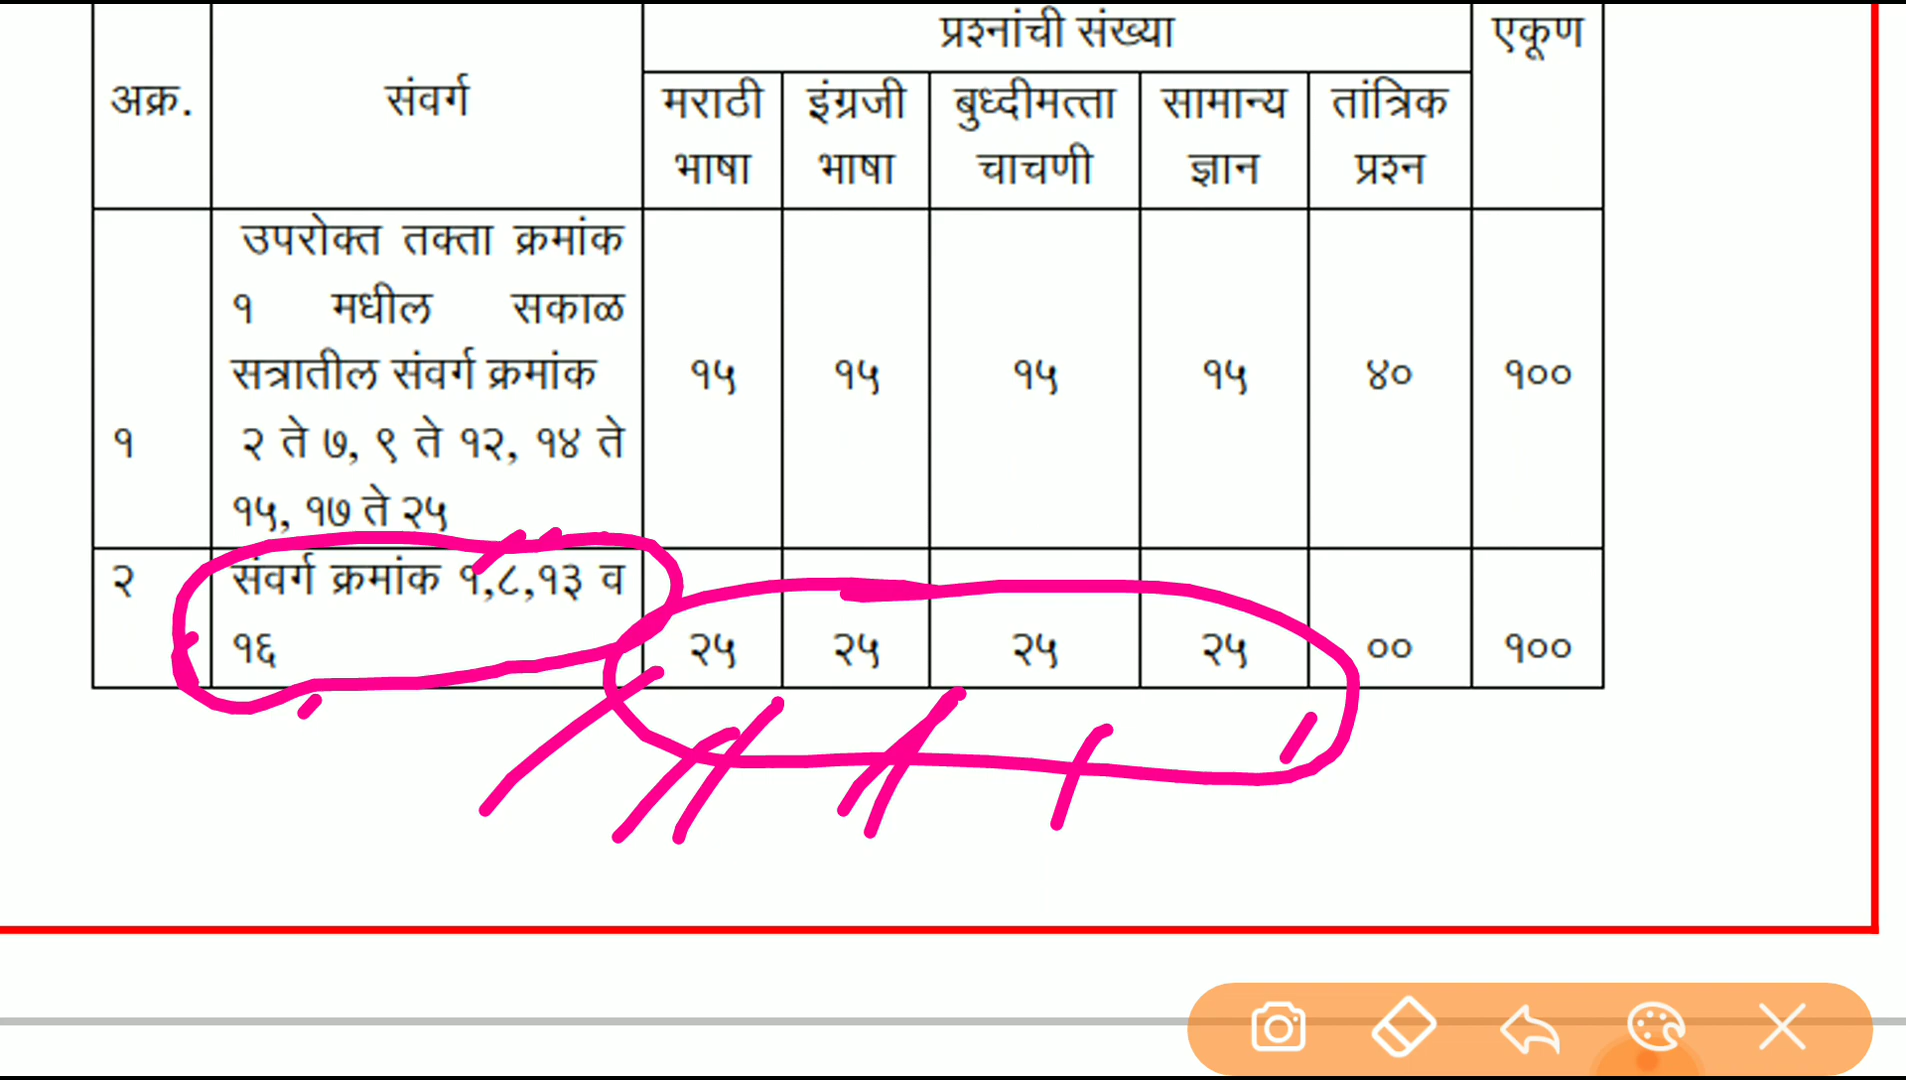 प्रश्नांची संख्या एकूण
अक्र. संवर्ग
मराठी भाषा
इंग्रजी भाषा
बुध्दीमत्ता चाचणी
सामान्य ज्ञान
तांत्रिक प्रश्न
१
उपरोक्त तक्ता क्रमांक
१ मधील सकाळ
सत्रातील संवर्ग क्रमांक
२ ते ७, ९ ते १२, १४ ते
१५, १७ ते २५
१५ १५ १५ १५ ४० १००
२
संवर्ग क्रमांक १,८,१३ व
१६
२५ २५ २५ २५ ०० १००